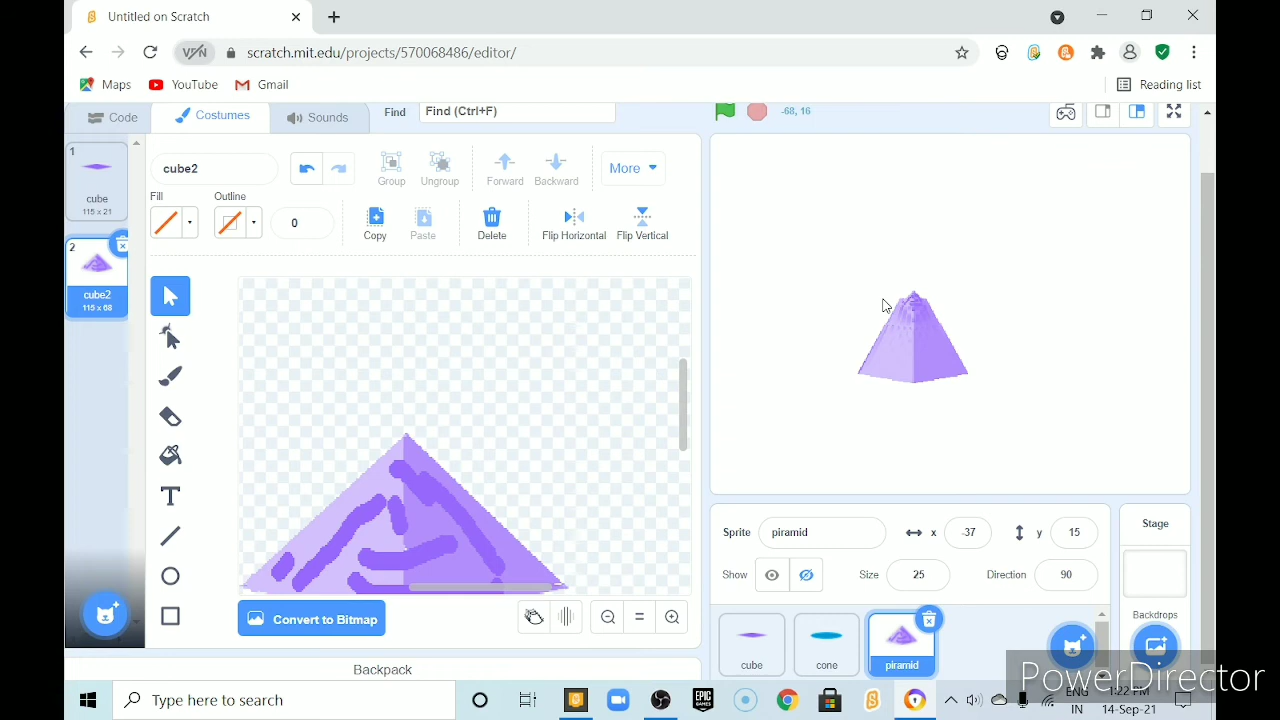 Untitled on Scratch
VPN
scratch.mit.edu/projects/570068486/editor/
Maps
YouTube
Gmail
Reading list
Code
Costumes
Sounds
Find
Find (Ctrl+F)
-68, 16
1
cube
115 x 21
2
cube2
115 x 68
cube2
Group
Ungroup
Forward
Backward
More
Fill
Outline
0
Copy
Paste
Delete
Flip Horizontal
Flip Vertical
T
Convert to Bitmap
Backpack
Sprite
piramid
x
-37
y
15
Show
Size
25
Direction
90
Stage
Backdrops
cube
cone
piramid
Type here to search
EPIC
GAMES
ENG
IN
14-Sep-21
PowerDirector